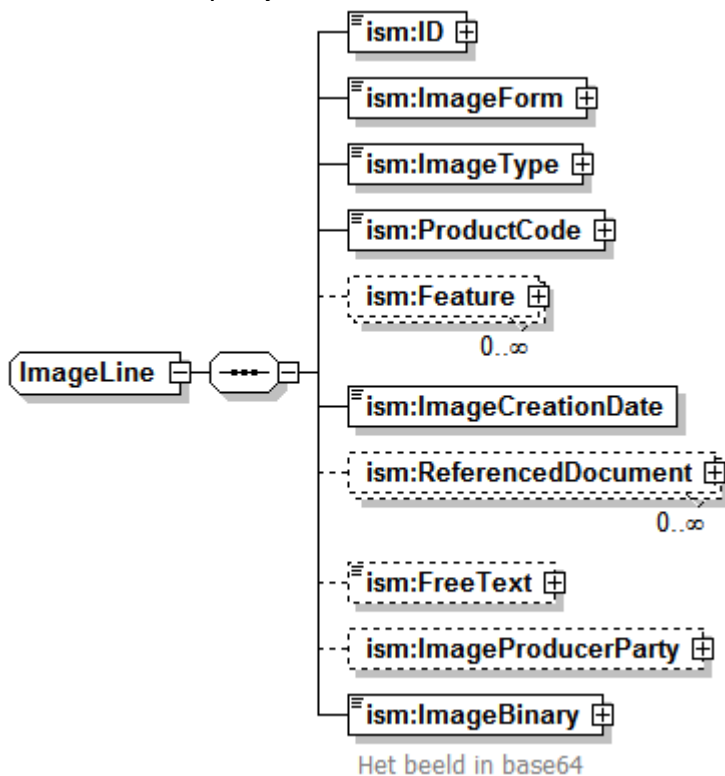 ism:ID
ism:ImageForm
ism:ImageType
ism:ProductCode
ism:Feature
0..∞
ImageLine
ism:ImageCreationDate
ism:ReferencedDocument
0..∞
ism:FreeText
ism:ImageProducerParty
ism:ImageBinary
Het beeld in base64